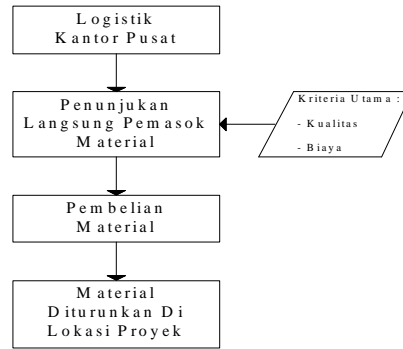 Logistik
Kantor Pusat
Penunjukan
Langsung Pemasok
Material
Kriteria Utama :
- Kualitas
- Biaya
Pembelian
Material
Material
Diturunkan Di
Lokasi Proyek